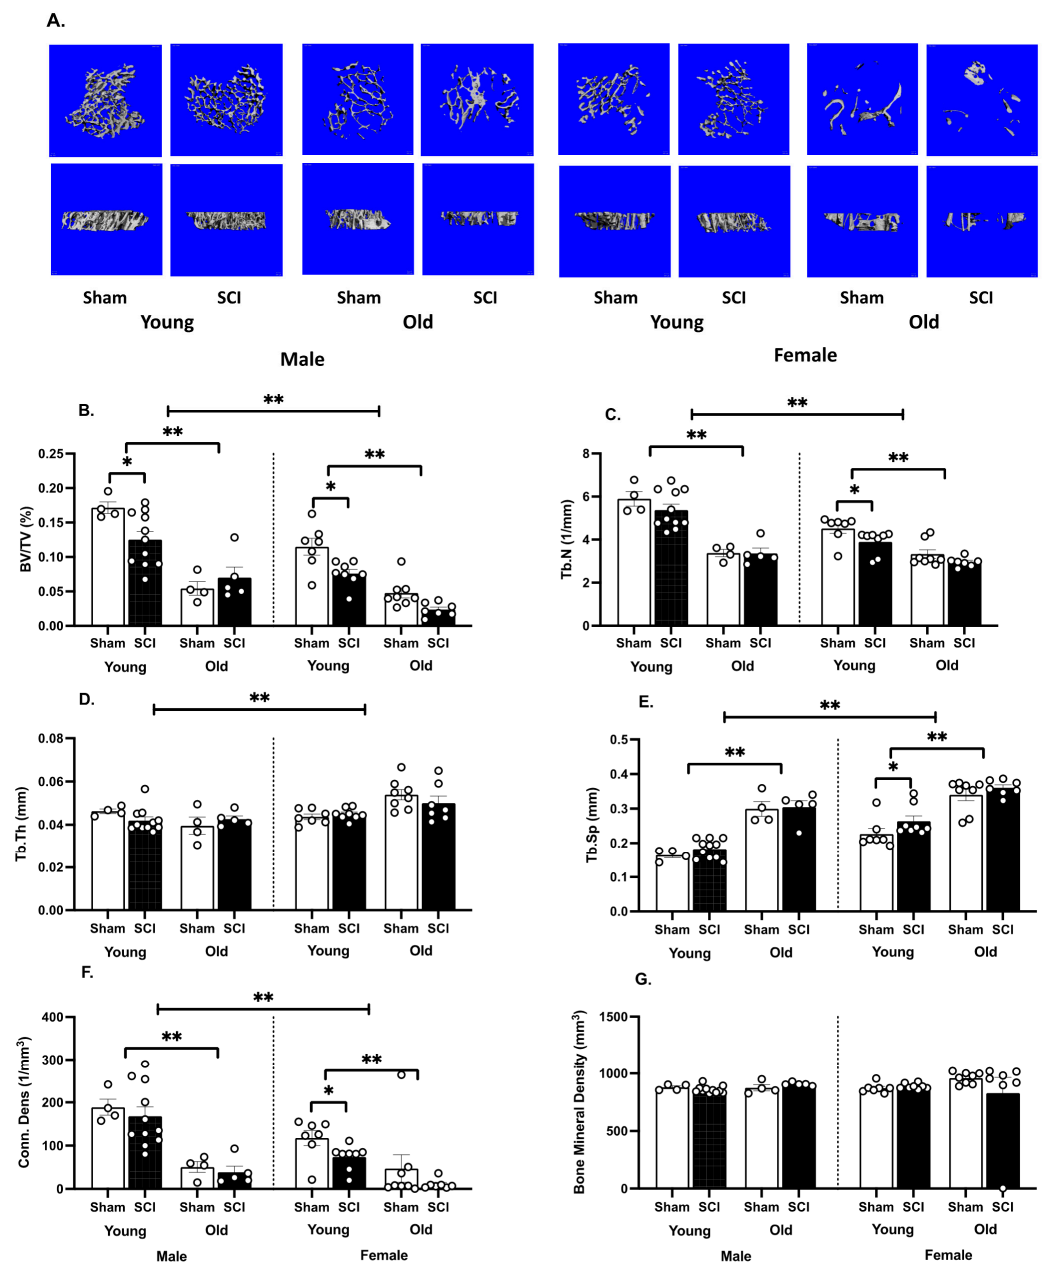 A.
Sham SCI Sham SCI Sham SCI Sham SCI
Young Old Young Old
Male Female
B.
**
**
*
**
*
BV/TV (%)
0.25
0.20
0.15
0.10
0.05
0.00
Sham SCI Sham SCI Sham SCI Sham SCI
Young Old Young Old
C.
**
**
**
*
Tb.N (1/mm)
8
6
4
2
0
Sham SCI Sham SCI Sham SCI Sham SCI
Young Old Young Old
D.
**
Tb.Th (mm)
0.08
0.06
0.04
0.02
0.00
Sham SCI Sham SCI Sham SCI Sham SCI
Young Old Young Old
E.
**
**
**
*
Tb.Sp (mm)
0.5
0.4
0.3
0.2
0.1
0.0
Sham SCI Sham SCI Sham SCI Sham SCI
Young Old Young Old
F.
**
**
**
*
Conn. Dens (1/mm³)
400
300
200
100
0
Sham SCI Sham SCI Sham SCI Sham SCI
Young Old Young Old
Male Female
G.
Bone Mineral Density (mm³)
1500
1000
500
0
Sham SCI Sham SCI Sham SCI Sham SCI
Young Old Young Old
Male Female